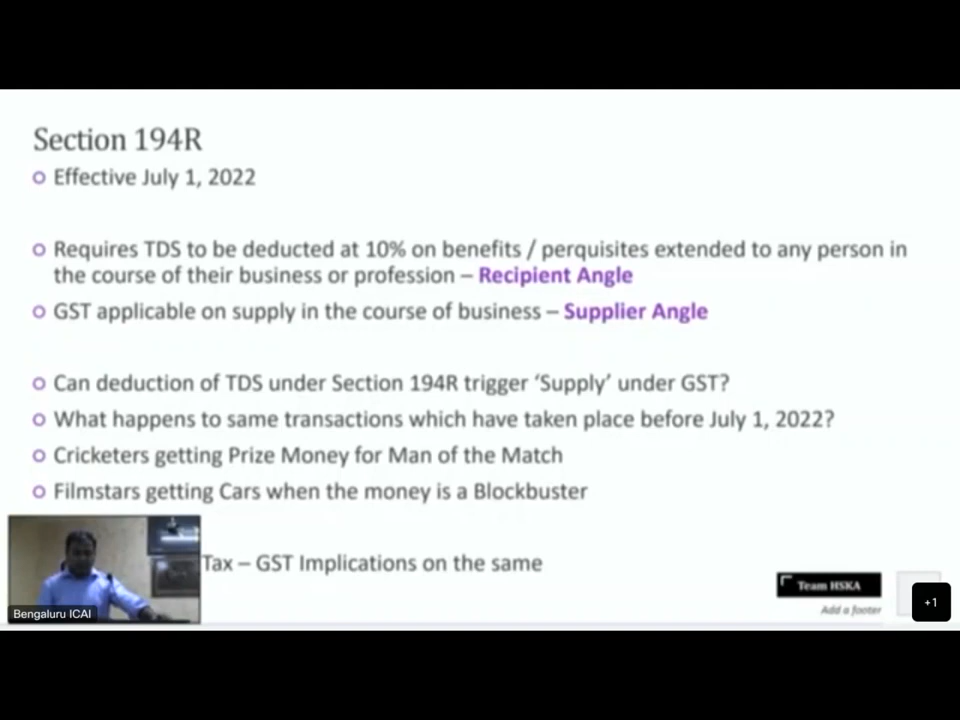 Section 194R
Effective July 1, 2022
Requires TDS to be deducted at 10% on benefits / perquisites extended to any person in
the course of their business or profession – Recipient Angle
GST applicable on supply in the course of business – Supplier Angle
Can deduction of TDS under Section 194R trigger ‘Supply’ under GST?
What happens to same transactions which have taken place before July 1, 2022?
Cricketers getting Prize Money for Man of the Match
Filmstars getting Cars when the money is a Blockbuster
Tax – GST Implications on the same
Team HSKA
Add a footer
+1
Bengaluru ICAI